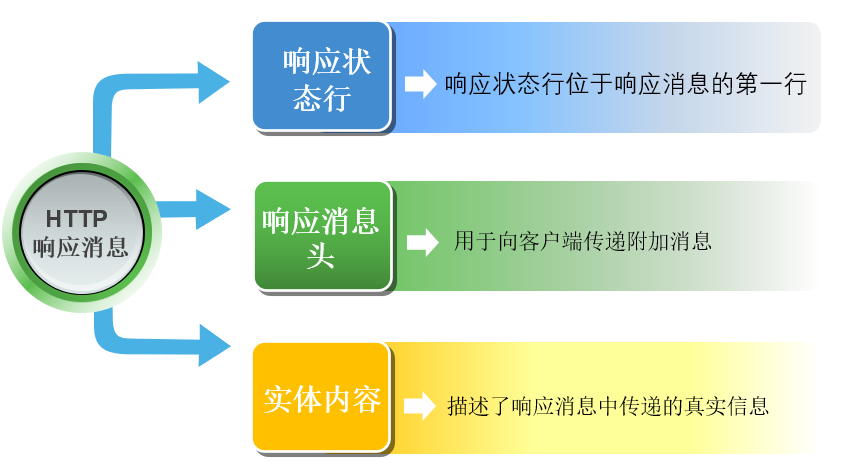 响应状
态行
响应状态行位于响应消息的第一行
HTTP
响应消息
响应消息
头
用于向客户端传递附加消息
实体内容
描述了响应消息中传递的真实信息